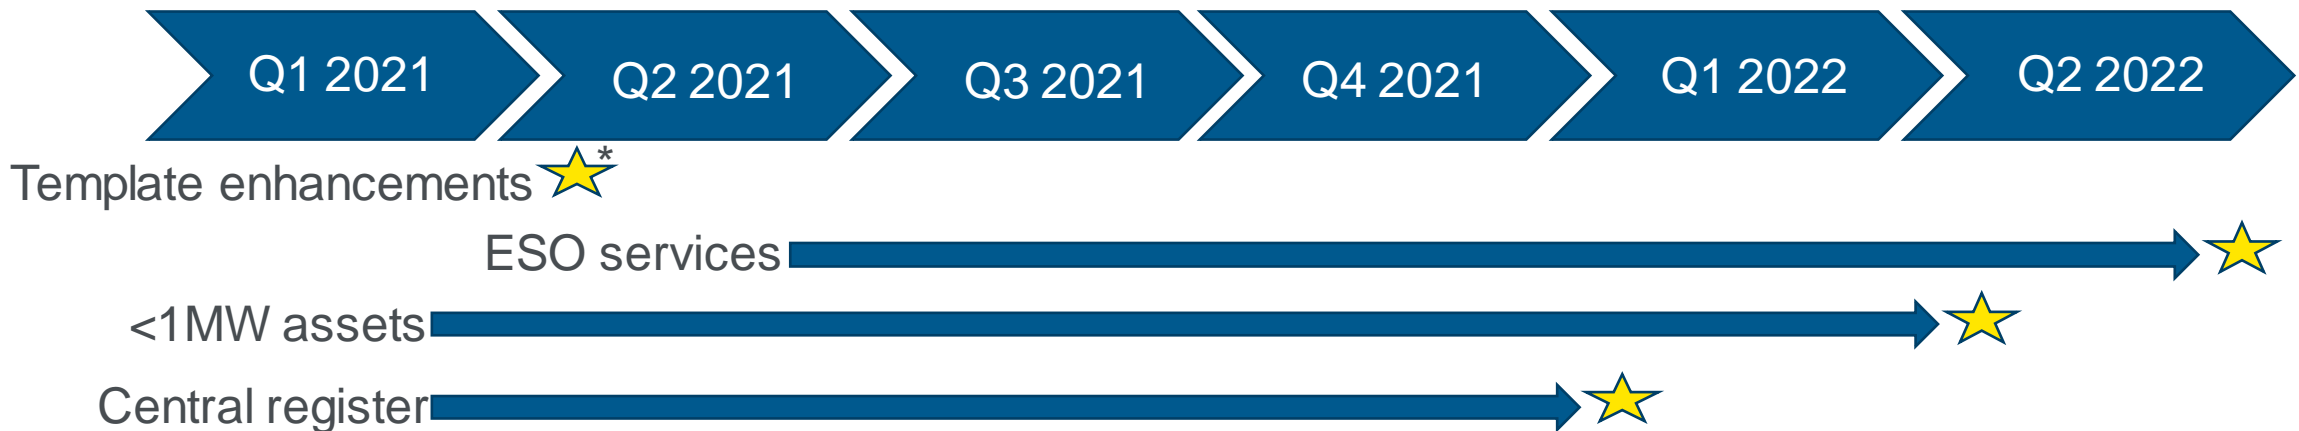 Q1 2021 Q2 2021 Q3 2021 Q4 2021 Q1 2022 Q2 2022
Template enhancements *
ESO services
<1MW assets
Central register